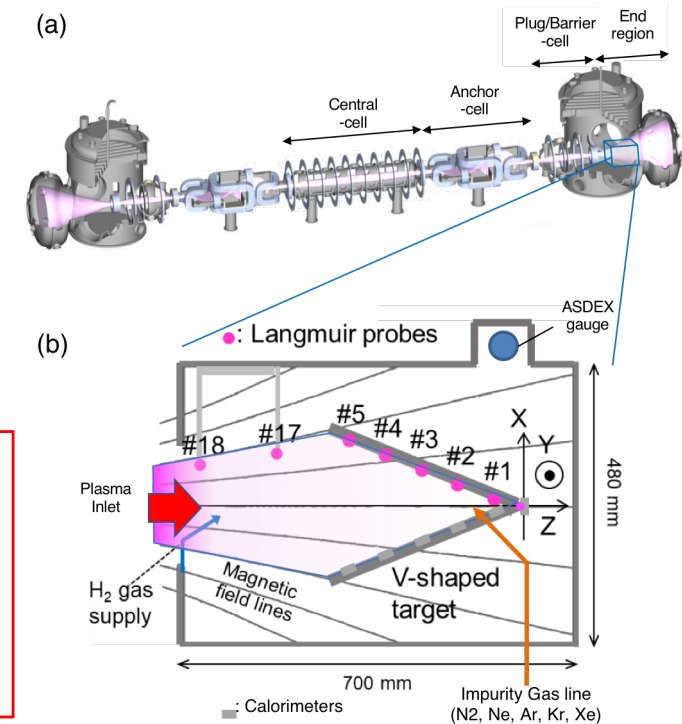 (a)
Plug/Barrier
-cell
End
region
Central
-cell
Anchor
-cell
(b)
: Langmuir probes
ASDEX
gauge
#5
#4
#3
#2
#1
#18
#17
X
Y
Z
Plasma
Inlet
480 mm
H2 gas
supply
Magnetic
field lines
V-shaped
target
700 mm
: Calorimeters
Impurity Gas line
(N2, Ne, Ar, Kr, Xe)